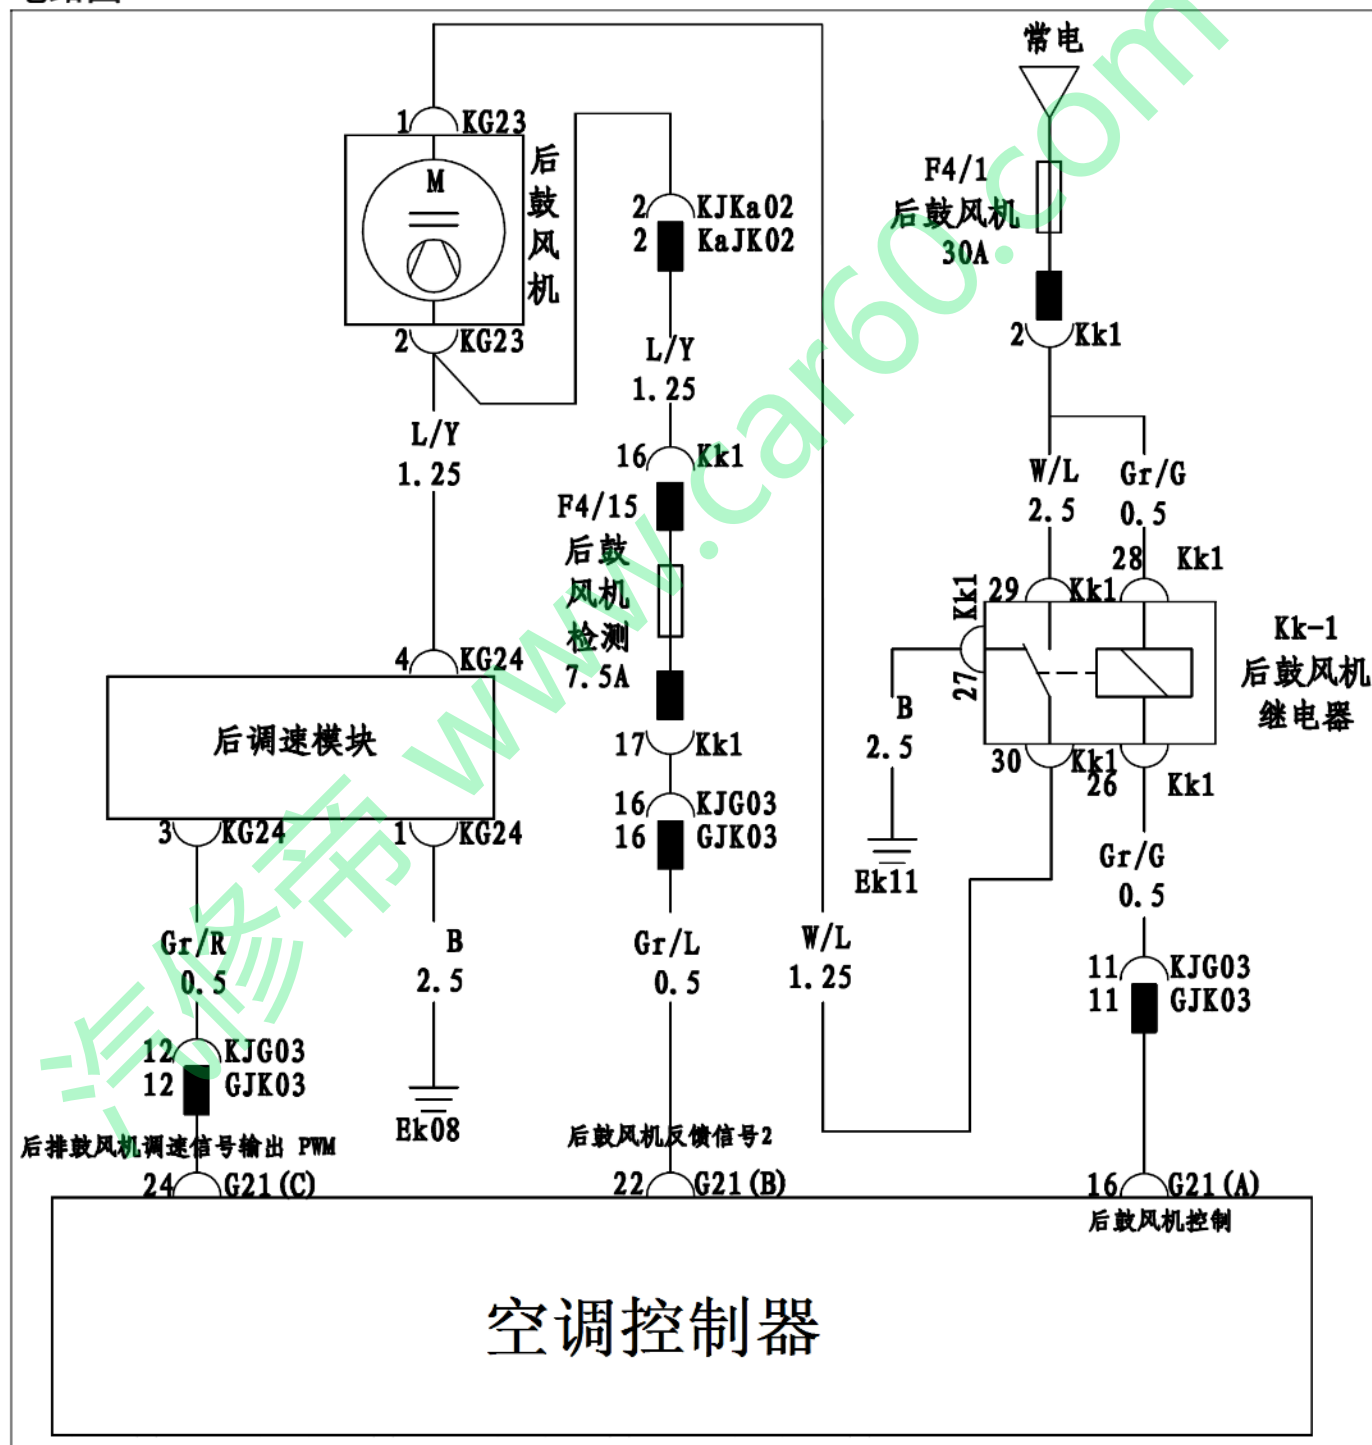 常电
1 KG23
后鼓风机
M
2 KG23
2 KJKa02
2 KaJK02
F4/1
后鼓风机
30A
2 Kk1
L/Y
1.25
L/Y
1.25
16 Kk1
F4/15
后鼓
风机
检测
7.5A
17 Kk1
16 KJG03
16 GJK03
W/L
2.5
Gr/G
0.5
28 Kk1
29 Kk1
Kk1
27
Kk-1
后鼓风机
继电器
30 Kk1
26 Kk1
B
2.5
Ek11
4 KG24
后调速模块
3 KG24
1 KG24
Gr/R
0.5
B
2.5
Gr/L
0.5
W/L
1.25
Gr/G
0.5
11 KJG03
11 GJK03
12 KJG03
12 GJK03
Ek08
后排鼓风机调速信号输出 PWM
后鼓风机反馈信号2
24 G21(C)
22 G21(B)
16 G21(A)
后鼓风机控制
空调控制器
汽修帝 www.car60.com